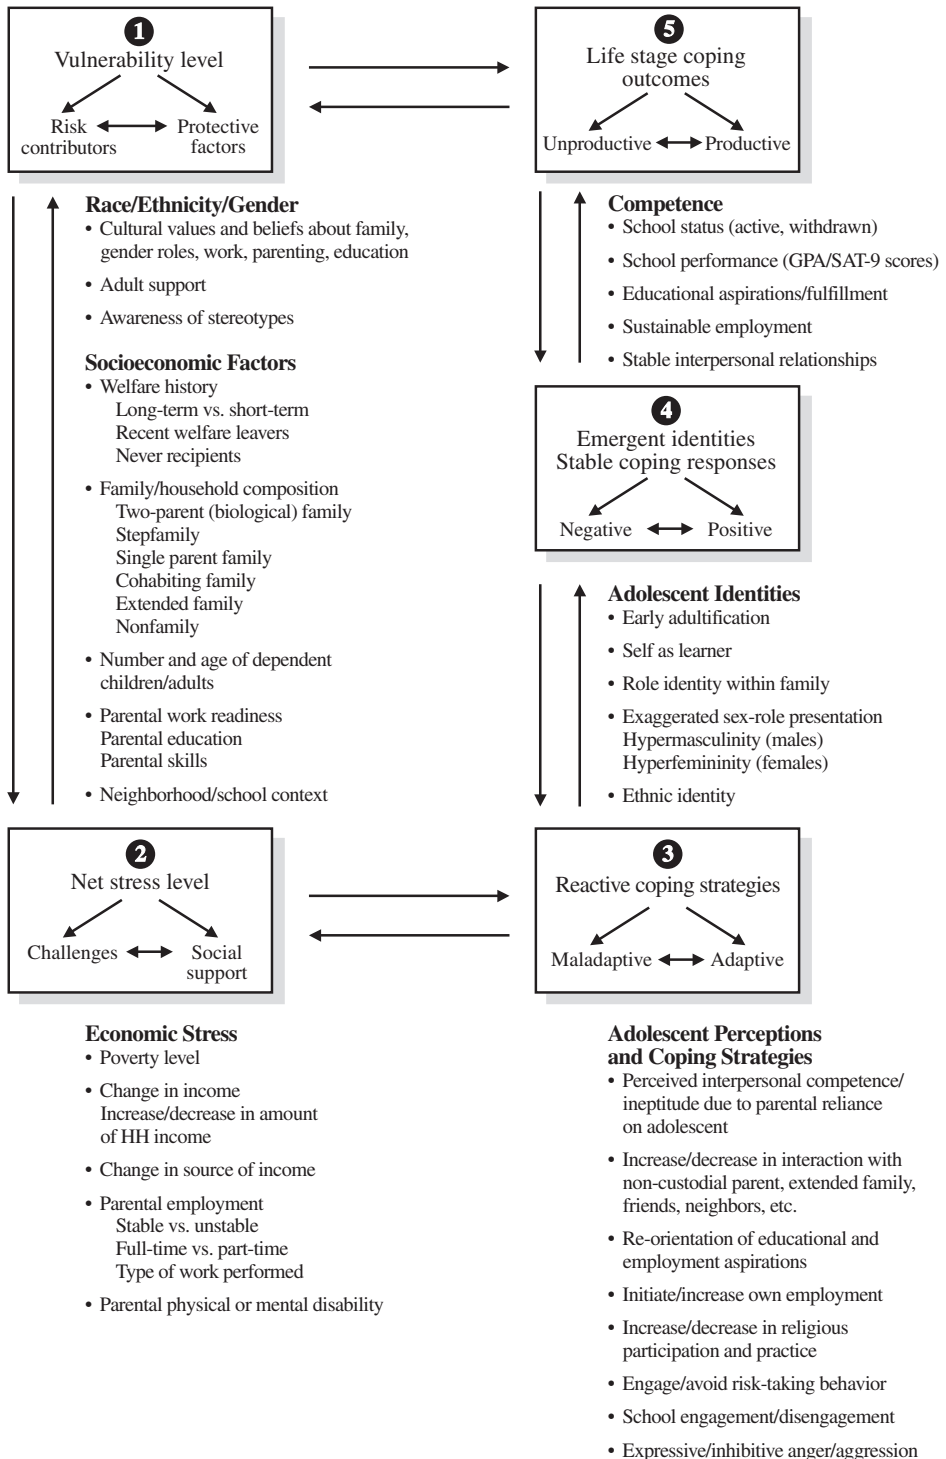 1
Vulnerability level
Risk
contributors
Protective
factors
5
Life stage coping
outcomes
Unproductive
Productive
Race/Ethnicity/Gender
• Cultural values and beliefs about family,
gender roles, work, parenting, education
• Adult support
• Awareness of stereotypes
Socioeconomic Factors
• Welfare history
Long-term vs. short-term
Recent welfare leavers
Never recipients
• Family/household composition
Two-parent (biological) family
Stepfamily
Single parent family
Cohabiting family
Extended family
Nonfamily
• Number and age of dependent
children/adults
• Parental work readiness
Parental education
Parental skills
• Neighborhood/school context
Competence
• School status (active, withdrawn)
• School performance (GPA/SAT-9 scores)
• Educational aspirations/fulfillment
• Sustainable employment
• Stable interpersonal relationships
4
Emergent identities
Stable coping responses
Negative
Positive
Adolescent Identities
• Early adultification
• Self as learner
• Role identity within family
• Exaggerated sex-role presentation
Hypermasculinity (males)
Hyperfemininity (females)
• Ethnic identity
2
Net stress level
Challenges
Social
support
3
Reactive coping strategies
Maladaptive
Adaptive
Economic Stress
• Poverty level
• Change in income
Increase/decrease in amount
of HH income
• Change in source of income
• Parental employment
Stable vs. unstable
Full-time vs. part-time
Type of work performed
• Parental physical or mental disability
Adolescent Perceptions
and Coping Strategies
• Perceived interpersonal competence/
ineptitude due to parental reliance
on adolescent
• Increase/decrease in interaction with
non-custodial parent, extended family,
friends, neighbors, etc.
• Re-orientation of educational and
employment aspirations
• Initiate/increase own employment
• Increase/decrease in religious
participation and practice
• Engage/avoid risk-taking behavior
• School engagement/disengagement
• Expressive/inhibitive anger/aggression